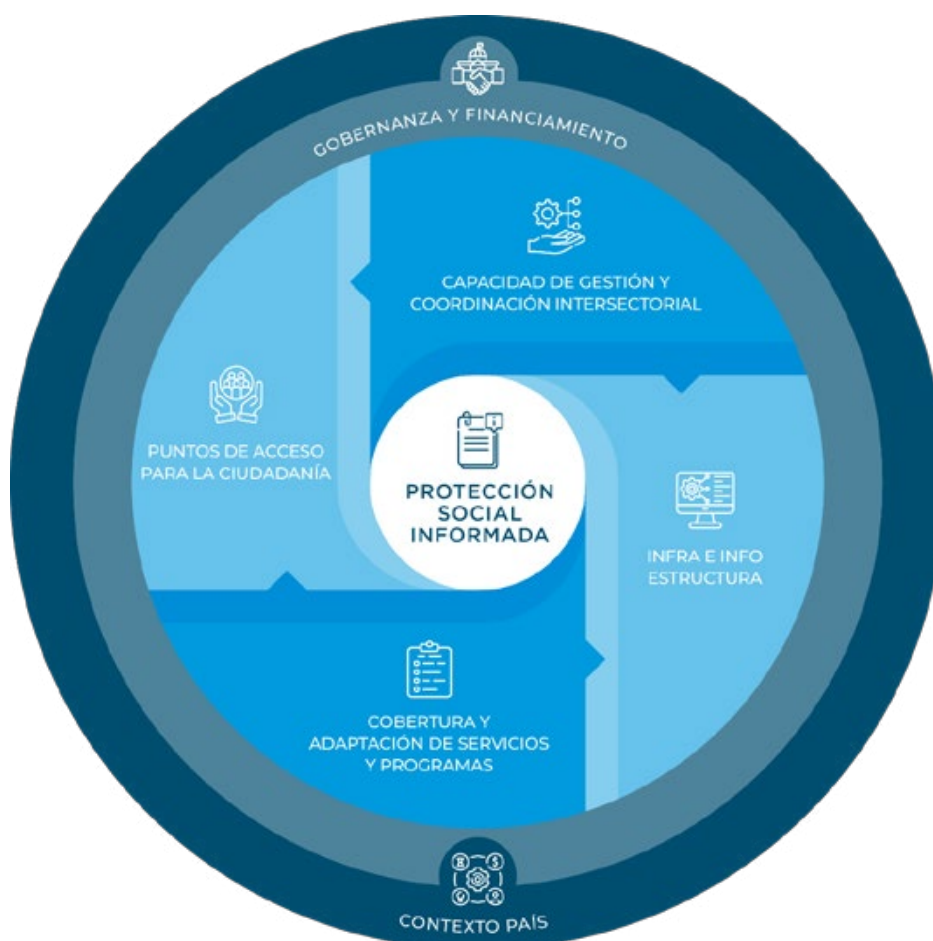 GOBERNANZA Y FINANCIAMIENTO
CAPACIDAD DE GESTIÓN Y
COORDINACIÓN INTERSECTORIAL
PUNTOS DE ACCESO
PARA LA CIUDADANÍA
PROTECCIÓN
SOCIAL
INFORMADA
INFRA E INFO
ESTRUCTURA
COBERTURA Y
ADAPTACIÓN DE SERVICIOS
Y PROGRAMAS
CONTEXTO PAÍS